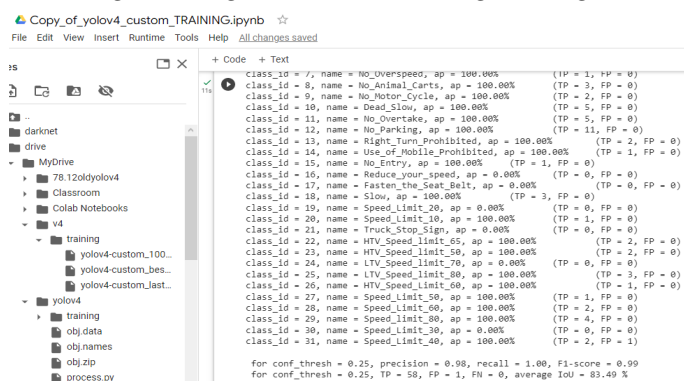 Copy_of_yolov4_custom_TRAINING.ipynb
File Edit View Insert Runtime Tools Help All changes saved
es
+ Code + Text
..
darknet
drive
MyDrive
78.12oldyolov4
Classroom
Colab Notebooks
v4
training
yolov4-custom_100...
yolov4-custom_bes...
yolov4-custom_last...
yolov4
training
obj.data
obj.names
obj.zip
process.py
11s
class_id = 7, name = No_Overspeed, ap = 100.00% (TP = 1, FP = 0)
class_id = 8, name = No_Animal_Carts, ap = 100.00% (TP = 3, FP = 0)
class_id = 9, name = No_Motor_Cycle, ap = 100.00% (TP = 2, FP = 0)
class_id = 10, name = Dead_Slow, ap = 100.00% (TP = 5, FP = 0)
class_id = 11, name = No_Overtake, ap = 100.00% (TP = 5, FP = 0)
class_id = 12, name = No_Parking, ap = 100.00% (TP = 11, FP = 0)
class_id = 13, name = Right_Turn_Prohibited, ap = 100.00% (TP = 2, FP = 0)
class_id = 14, name = Use_of_Mobile_Prohibited, ap = 100.00% (TP = 1, FP = 0)
class_id = 15, name = No_Entry, ap = 100.00% (TP = 1, FP = 0)
class_id = 16, name = Reduce_your_speed, ap = 0.00% (TP = 0, FP = 0)
class_id = 17, name = Fasten_the_Seat_Belt, ap = 0.00% (TP = 0, FP = 0)
class_id = 18, name = Slow, ap = 100.00% (TP = 3, FP = 0)
class_id = 19, name = Speed_Limit_20, ap = 0.00% (TP = 0, FP = 0)
class_id = 20, name = Speed_Limit_10, ap = 100.00% (TP = 1, FP = 0)
class_id = 21, name = Truck_Stop_Sign, ap = 0.00% (TP = 0, FP = 0)
class_id = 22, name = HTV_Speed_limit_65, ap = 100.00% (TP = 2, FP = 0)
class_id = 23, name = HTV_Speed_limit_50, ap = 100.00% (TP = 2, FP = 0)
class_id = 24, name = LTV_Speed_limit_70, ap = 0.00% (TP = 0, FP = 0)
class_id = 25, name = LTV_Speed_limit_80, ap = 100.00% (TP = 3, FP = 0)
class_id = 26, name = HTV_Speed_Limit_60, ap = 100.00% (TP = 1, FP = 0)
class_id = 27, name = Speed_Limit_50, ap = 100.00% (TP = 1, FP = 0)
class_id = 28, name = Speed_Limit_60, ap = 100.00% (TP = 2, FP = 0)
class_id = 29, name = Speed_limit_80, ap = 100.00% (TP = 4, FP = 0)
class_id = 30, name = Speed_Limit_30, ap = 0.00% (TP = 0, FP = 0)
class_id = 31, name = Speed_Limit_40, ap = 100.00% (TP = 2, FP = 1)
for conf_thresh = 0.25, precision = 0.98, recall = 1.00, F1-score = 0.99
for conf_thresh = 0.25, TP = 58, FP = 1, FN = 0, average IoU = 83.49 %